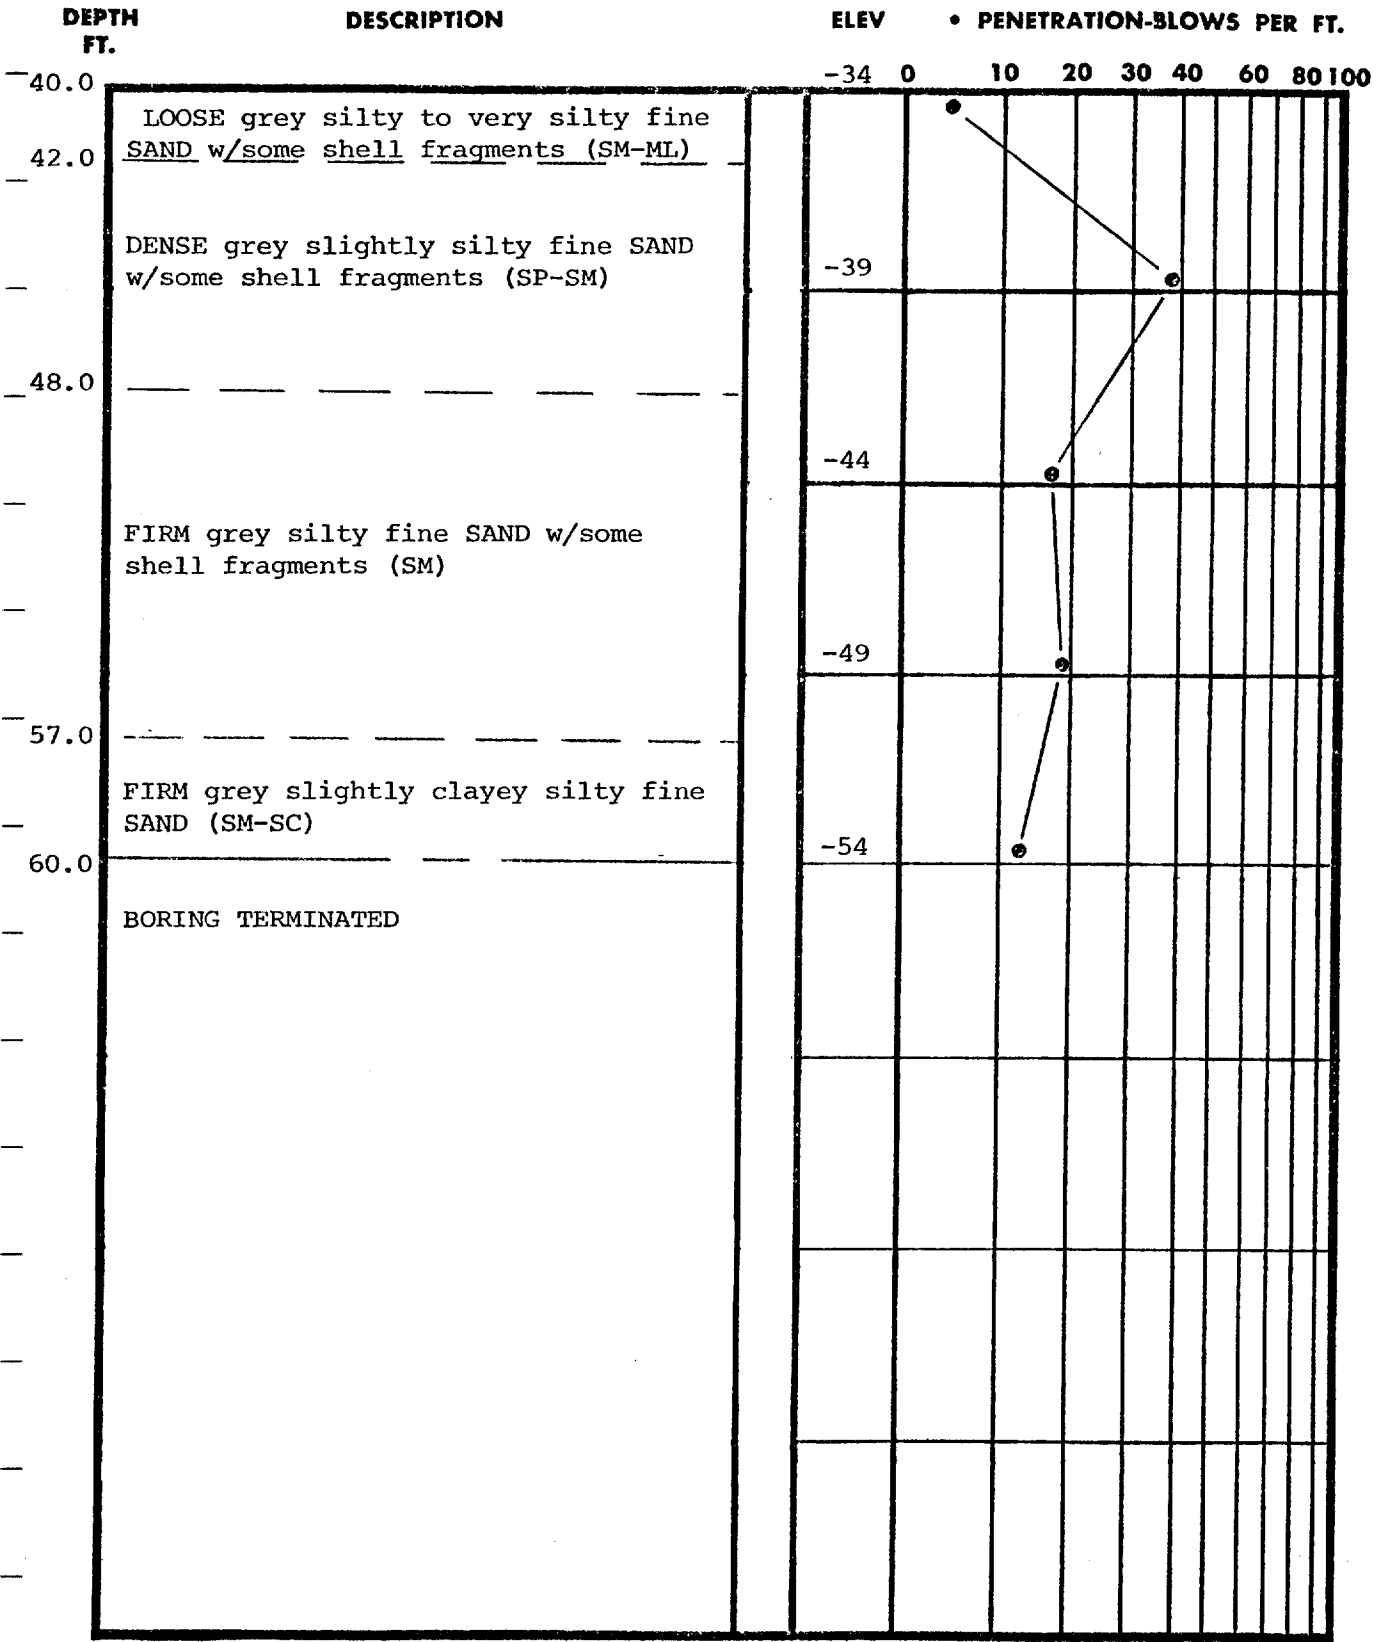 DEPTH FT. DESCRIPTION ELEV • PENETRATION-BLOWS PER FT.
40.0 -34 0 10 20 30 40 60 80 100
LOOSE grey silty to very silty fine
42.0 SAND w/some shell fragments (SM-ML)
DENSE grey slightly silty fine SAND
w/some shell fragments (SP-SM)
-39
48.0
-44
FIRM grey silty fine SAND w/some
shell fragments (SM)
-49
57.0
FIRM grey slightly clayey silty fine
SAND (SM-SC)
60.0 -54
BORING TERMINATED